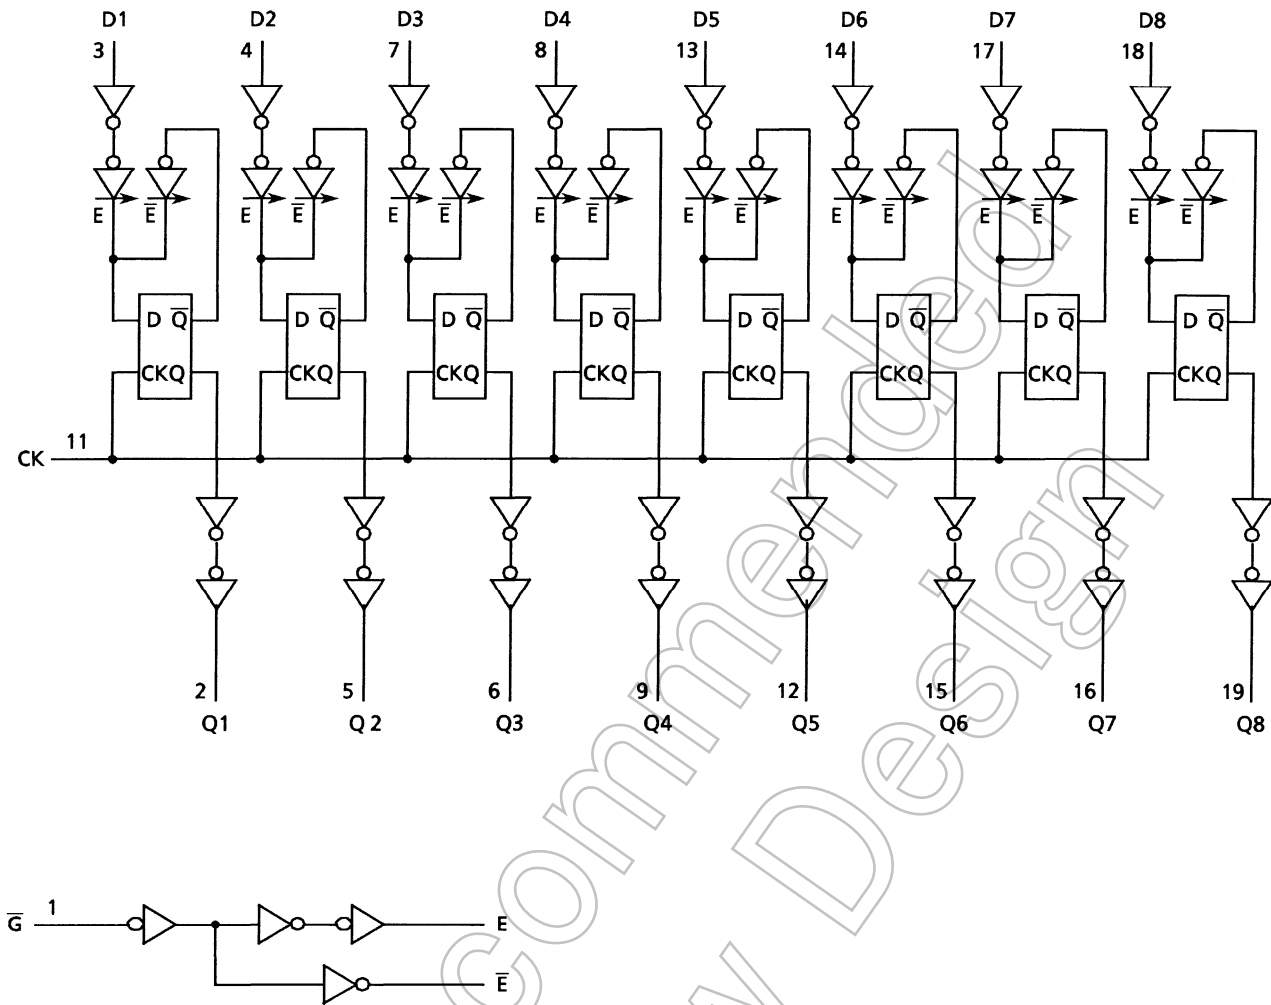 D1 D2 D3 D4 D5 D6 D7 D8
3 4 7 8 13 14 17 18
E E̅ E E̅ E E̅ E E̅ E E̅ E E̅ E E̅ E E̅
D Q̅ D Q̅ D Q̅ D Q̅ D Q̅ D Q̅ D Q̅ D Q̅
CKQ CKQ CKQ CKQ CKQ CKQ CKQ CKQ
11
CK
2 5 6 9 12 15 16 19
Q1 Q2 Q3 Q4 Q5 Q6 Q7 Q8
1
G̅ E
E̅
Design